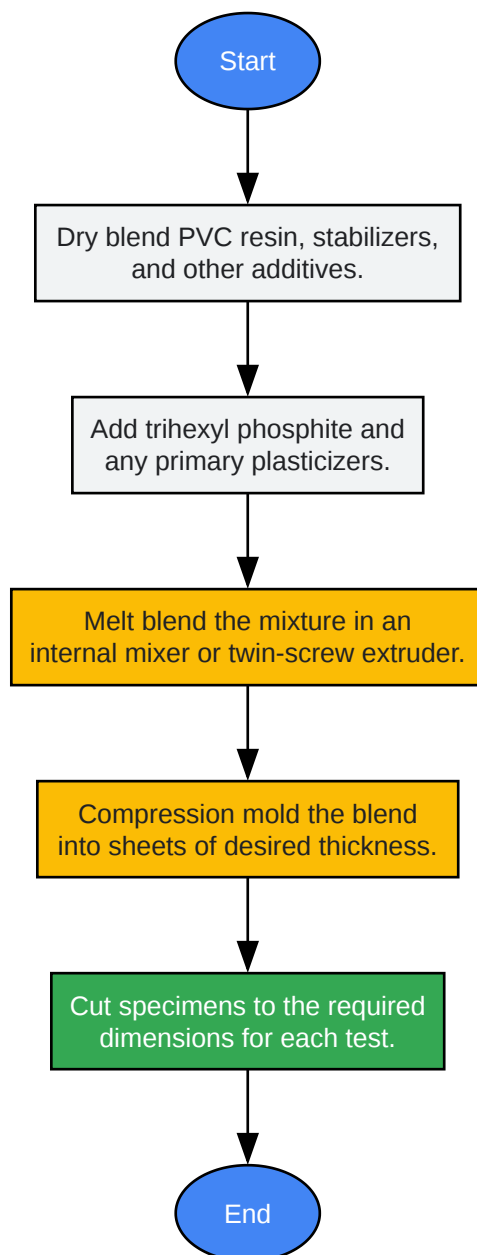 Start
Dry blend PVC resin, stabilizers,
and other additives.
Add trihexyl phosphite and
any primary plasticizers.
Melt blend the mixture in an
internal mixer or twin-screw extruder.
Compression mold the blend
into sheets of desired thickness.
Cut specimens to the required
dimensions for each test.
End